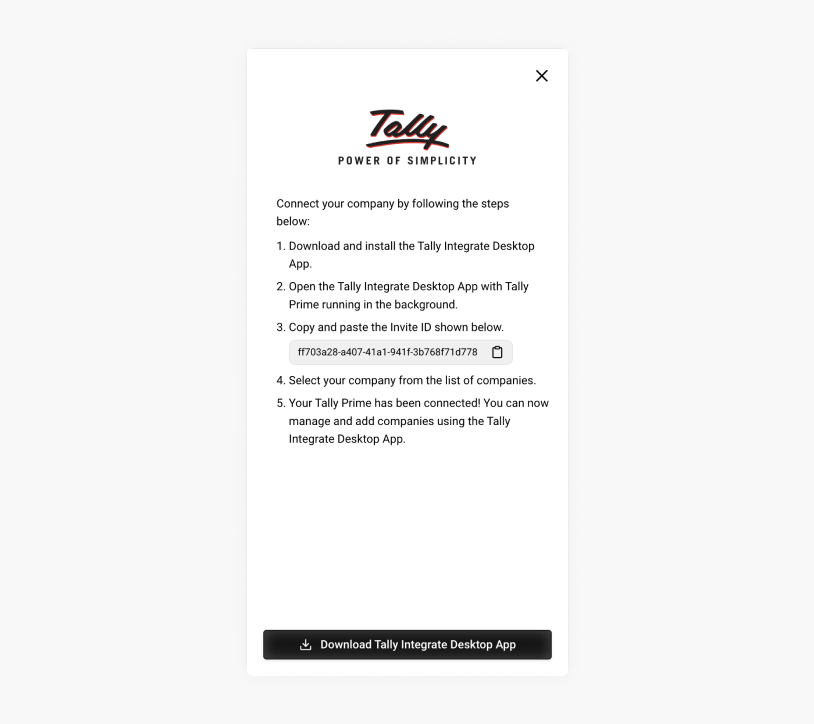 Tally
POWER OF SIMPLICITY
Connect your company by following the steps
below:
1. Download and install the Tally Integrate Desktop
App.
2. Open the Tally Integrate Desktop App with Tally
Prime running in the background.
3. Copy and paste the Invite ID shown below.
ff703a28-a407-41a1-941f-3b768f71d778
4. Select your company from the list of companies.
5. Your Tally Prime has been connected! You can now
manage and add companies using the Tally
Integrate Desktop App.
Download Tally Integrate Desktop App